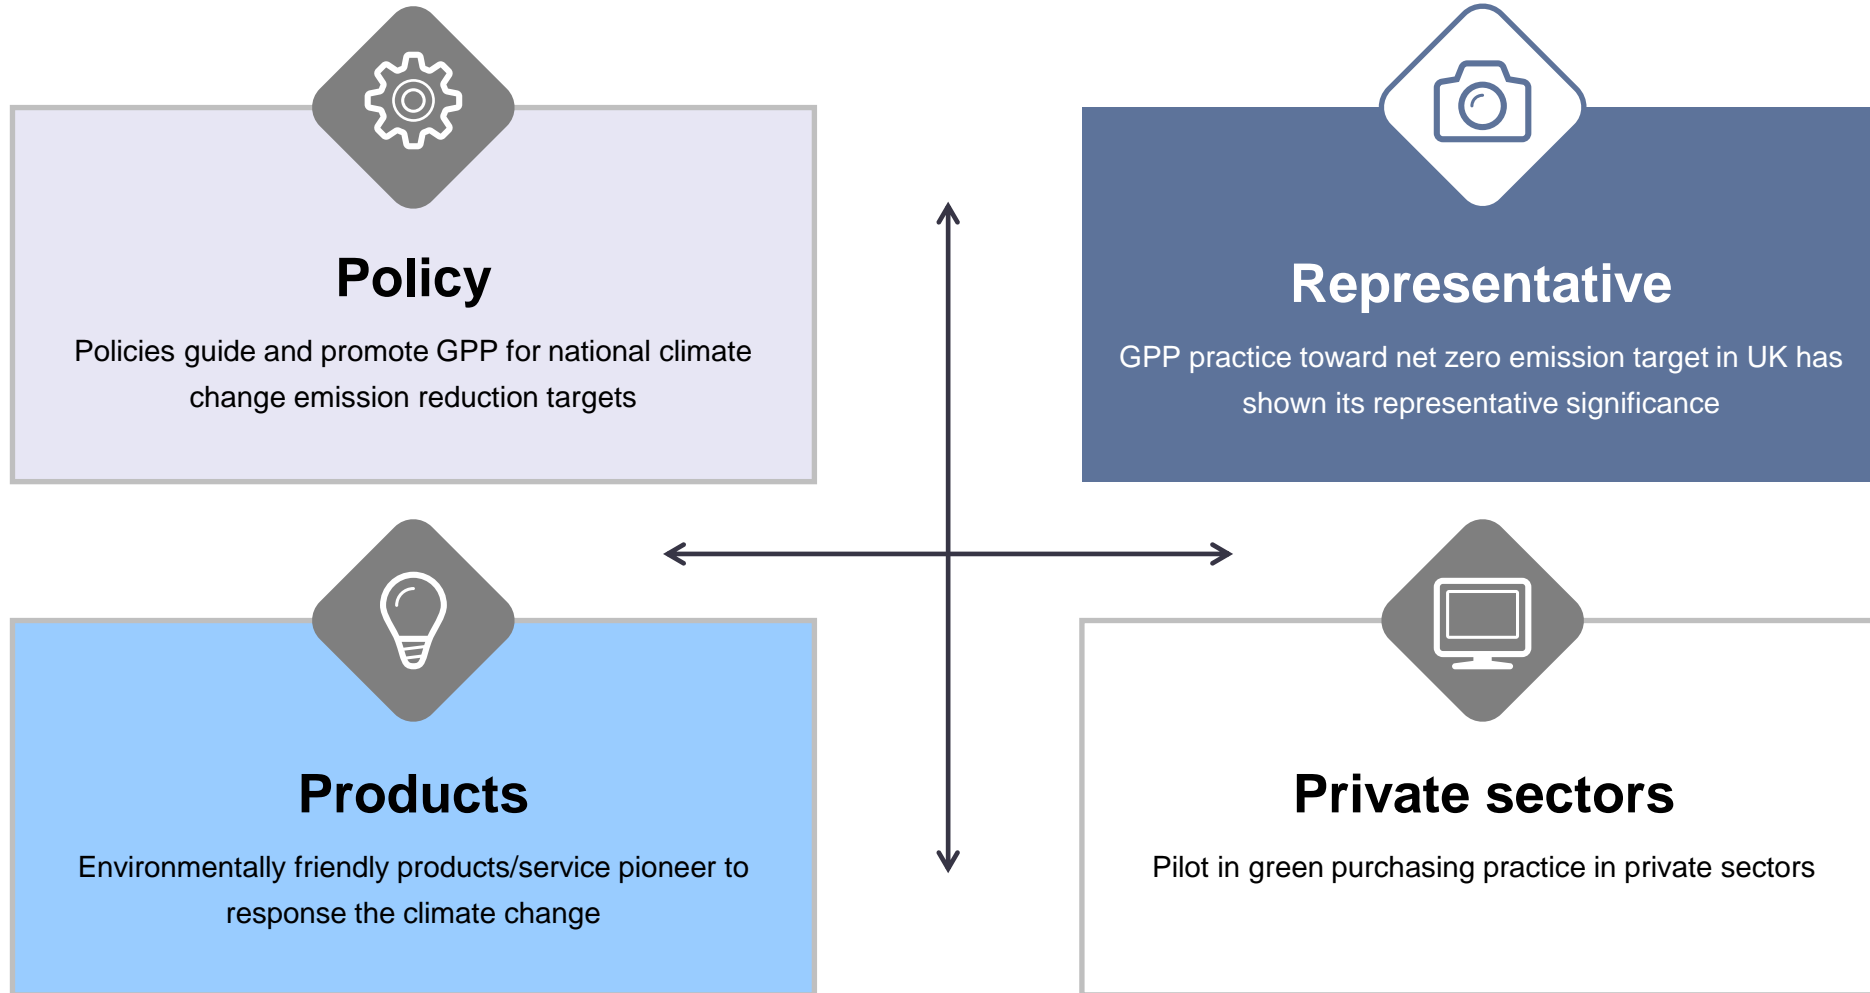 Policy
Policies guide and promote GPP for national climate
change emission reduction targets
Representative
GPP practice toward net zero emission target in UK has
shown its representative significance
Products
Environmentally friendly products/service pioneer to
response the climate change
Private sectors
Pilot in green purchasing practice in private sectors